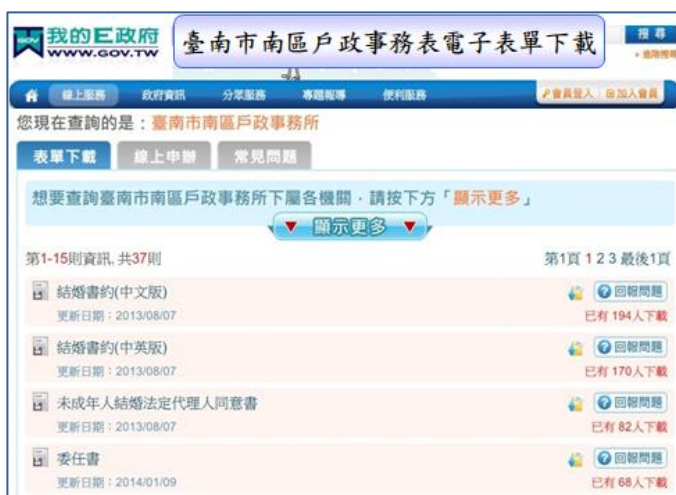 我的E政府
WWW.GOV.TW
臺南市南區戶政事務表電子表單下載
搜尋
進階搜尋
線上服務 政府資訊 分眾服務 專題報導 便利服務 會員登入 加入會員
您現在查詢的是：臺南市南區戶政事務所
表單下載 線上申辦 常見問題
想要查詢臺南市南區戶政事務所下屬各機關，請按下方「顯示更多」
顯示更多
第1-15則資訊, 共37則 第1頁 1 2 3 最後1頁
結婚書約(中文版) 回報問題
更新日期：2013/08/07 已有 194人下載
結婚書約(中英版) 回報問題
更新日期：2013/08/07 已有 170人下載
未成年人結婚法定代理人同意書 回報問題
更新日期：2013/08/07 已有 82人下載
委任書 回報問題
更新日期：2014/01/09 已有 68人下載